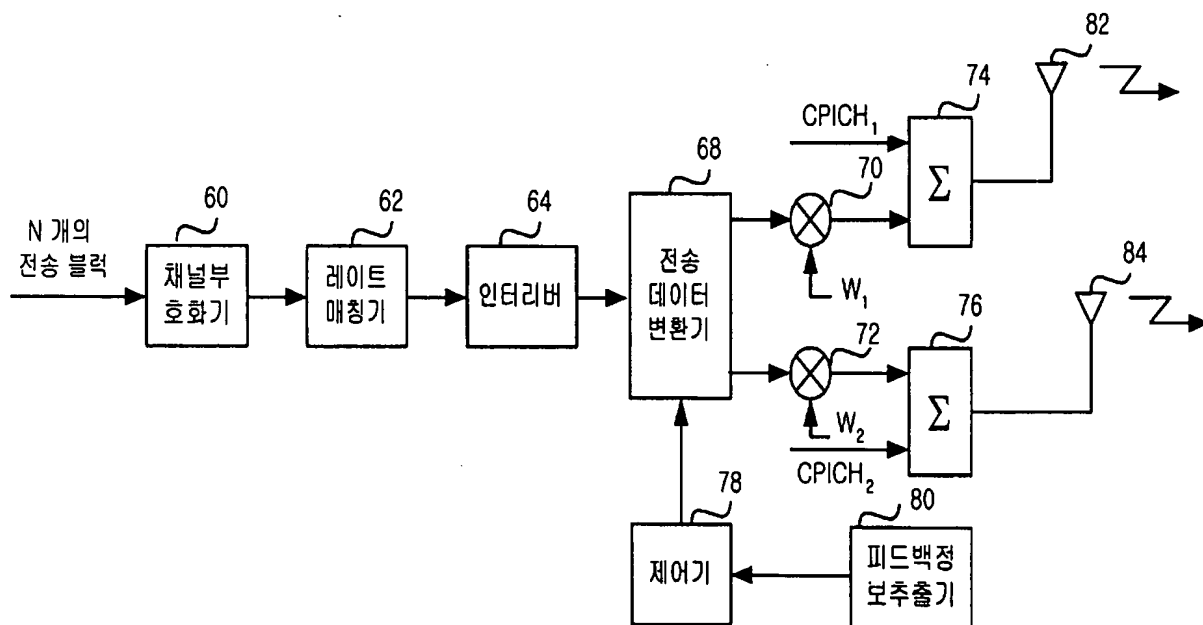 82
74
CPICH₁
68
70
60
62
64
N 개의
전송 블럭
채널부
호화기
레이트
매칭기
인터리버
전송
데이터
변환기
Σ
W₁
84
76
72
Σ
W₂
CPICH₂
78
80
제어기
피드백정
보추출기